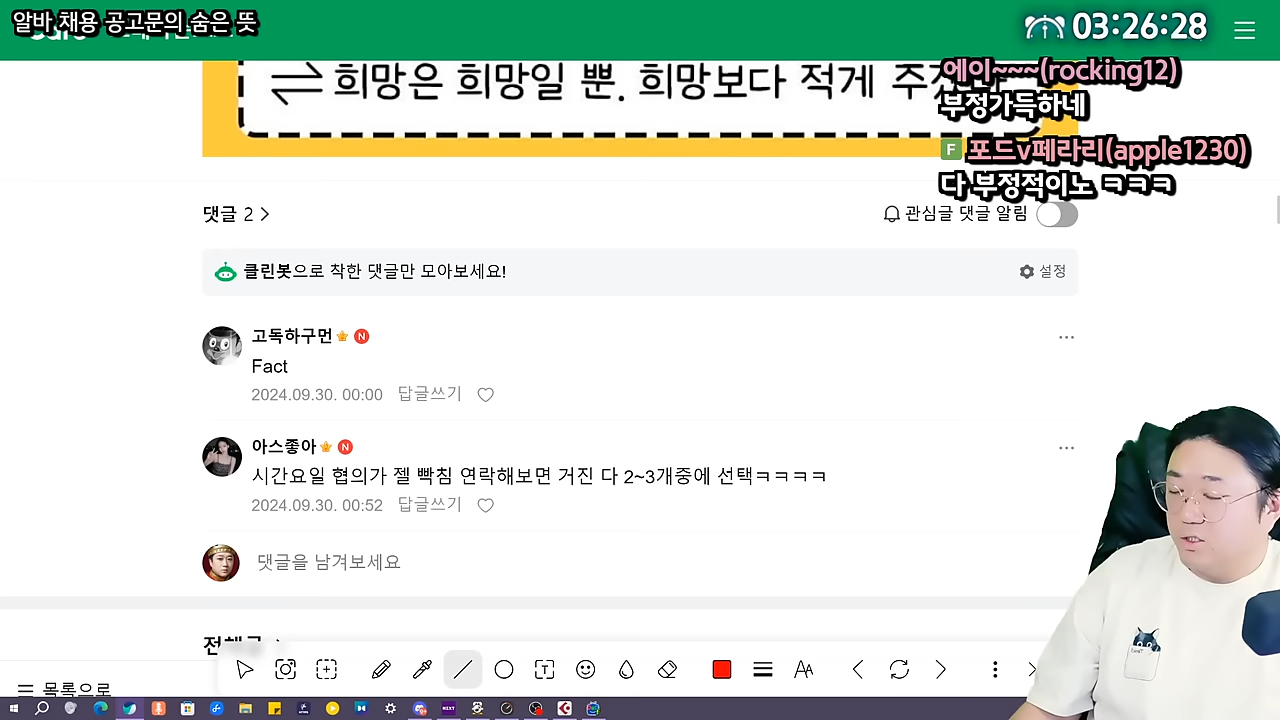 알바 채용 공고문의 숨은 뜻
03:26:28
⇌ 희망은 희망일 뿐. 희망보다 적게
에이~~~(rocking12)
부정가득하네
F 포드v페라리(apple1230)
다 부정적이노 ㅋㅋㅋ
댓글 2 >
관심글 댓글 알림
클린봇으로 착한 댓글만 모아보세요!
설정
고독하구먼 N
Fact
2024.09.30. 00:00 답글쓰기
아스좋아 N
시간요일 협의가 젤 빡침 연락해보면 거진 다 2~3개중에 선택ㅋㅋㅋㅋ
2024.09.30. 00:52 답글쓰기
댓글을 남겨보세요
목록으로